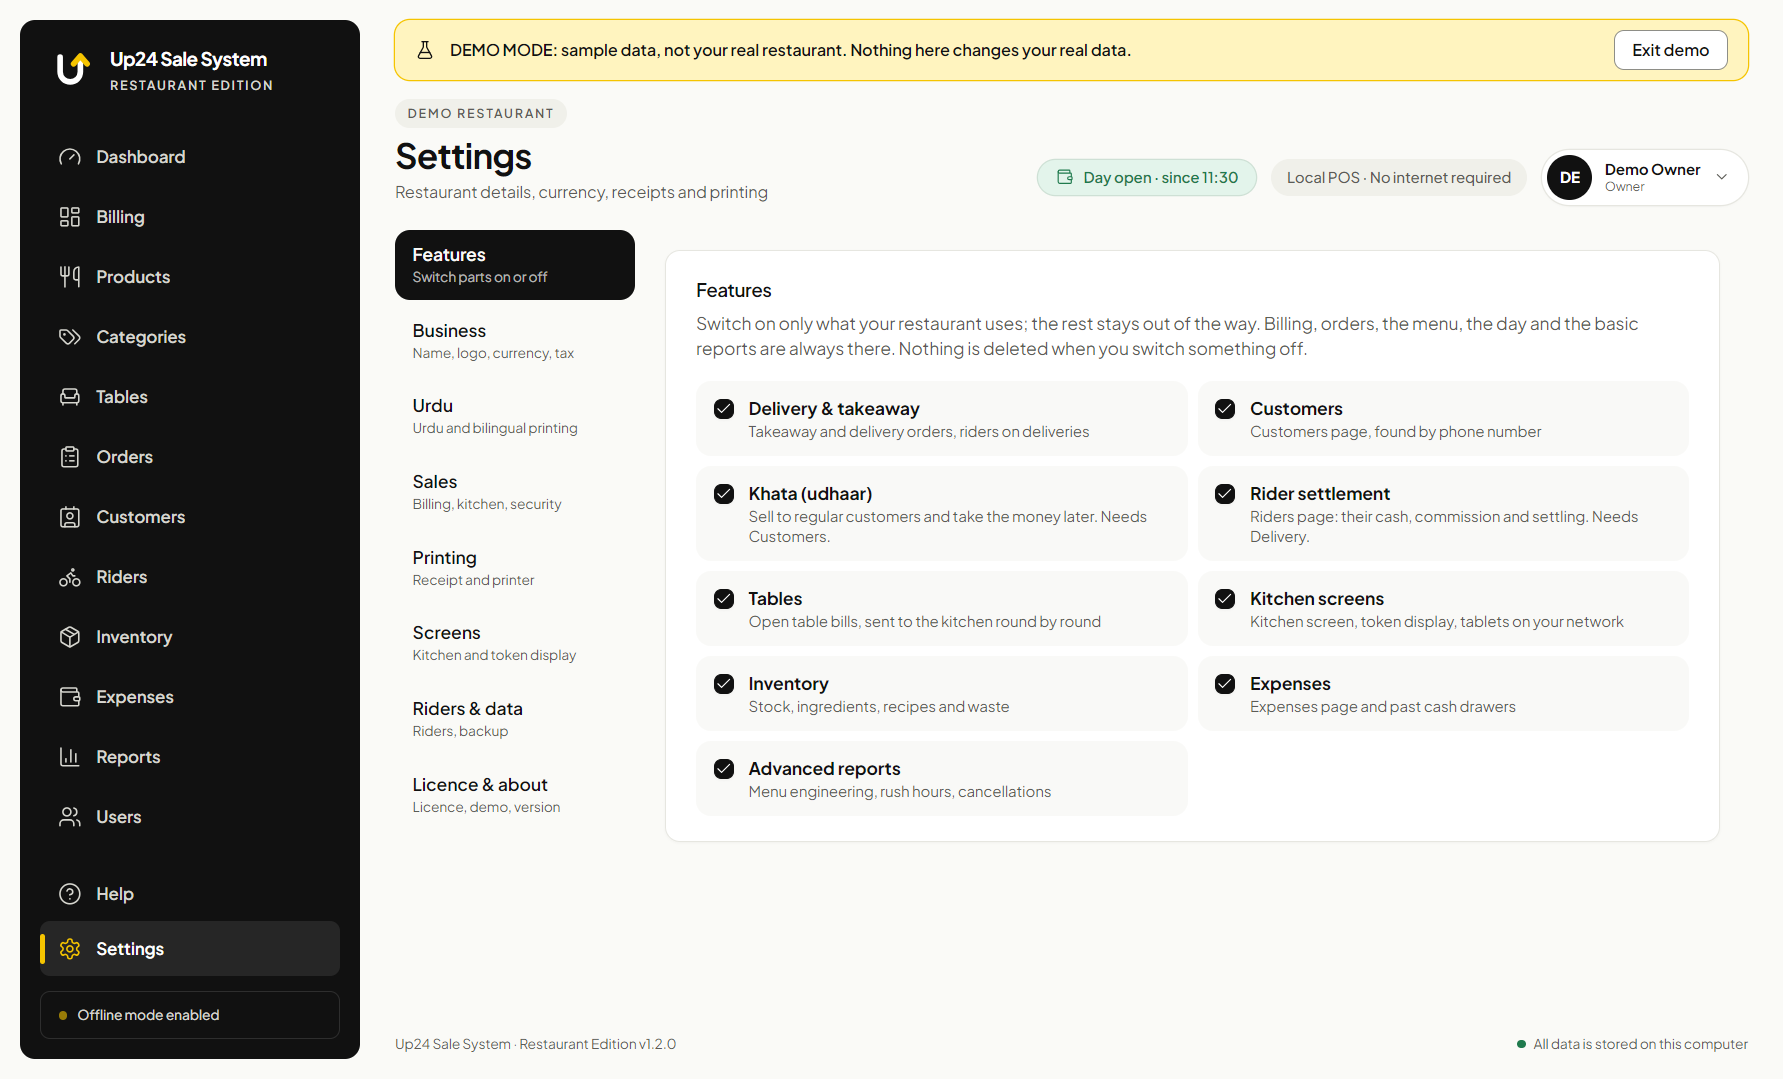 Up24 Sale System
RESTAURANT EDITION
Dashboard
Billing
Products
Categories
Tables
Orders
Customers
Riders
Inventory
Expenses
Reports
Users
Help
Settings
Offline mode enabled
DEMO MODE: sample data, not your real restaurant. Nothing here changes your real data.
Exit demo
DEMO RESTAURANT
Settings
Restaurant details, currency, receipts and printing
Day open · since 11:30
Local POS · No internet required
DE
Demo Owner
Owner
Features
Switch parts on or off
Business
Name, logo, currency, tax
Urdu
Urdu and bilingual printing
Sales
Billing, kitchen, security
Printing
Receipt and printer
Screens
Kitchen and token display
Riders & data
Riders, backup
Licence & about
Licence, demo, version
Features
Switch on only what your restaurant uses; the rest stays out of the way. Billing, orders, the menu, the day and the basic
reports are always there. Nothing is deleted when you switch something off.
Delivery & takeaway
Takeaway and delivery orders, riders on deliveries
Customers
Customers page, found by phone number
Khata (udhaar)
Sell to regular customers and take the money later. Needs
Customers.
Rider settlement
Riders page: their cash, commission and settling. Needs
Delivery.
Tables
Open table bills, sent to the kitchen round by round
Kitchen screens
Kitchen screen, token display, tablets on your network
Inventory
Stock, ingredients, recipes and waste
Expenses
Expenses page and past cash drawers
Advanced reports
Menu engineering, rush hours, cancellations
Up24 Sale System · Restaurant Edition v1.2.0
All data is stored on this computer